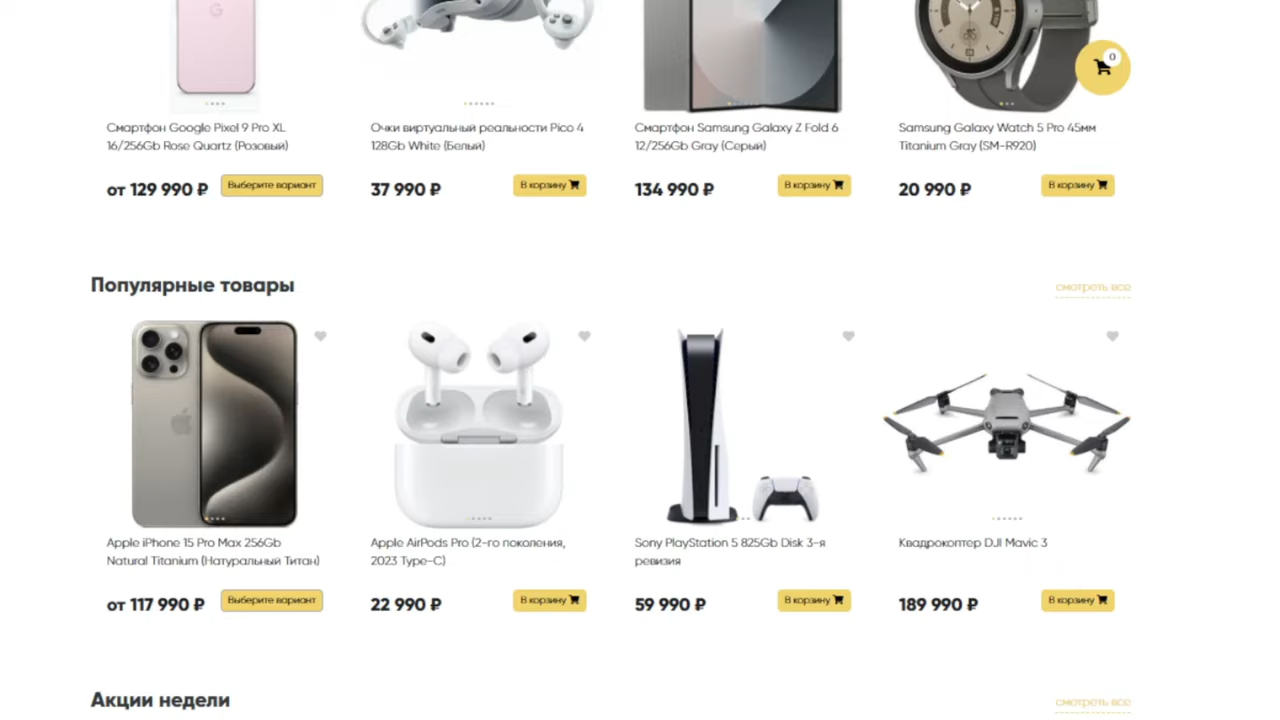 0
Смартфон Google Pixel 9 Pro XL
16/256Gb Rose Quartz (Розовый)
Очки виртуальный реальности Pico 4
128Gb White (Белый)
Смартфон Samsung Galaxy Z Fold 6
12/256Gb Gray (Серый)
Samsung Galaxy Watch 5 Pro 45мм
Titanium Gray (SM-R920)
от 129 990 ₽
Выберите вариант
37 990 ₽
В корзину
134 990 ₽
В корзину
20 990 ₽
В корзину
Популярные товары
смотреть все
Apple iPhone 15 Pro Max 256Gb
Natural Titanium (Натуральный Титан)
Apple AirPods Pro (2-го поколения,
2023 Type-C)
Sony PlayStation 5 825Gb Disk 3-я
ревизия
Квадрокоптер DJI Mavic 3
от 117 990 ₽
Выберите вариант
22 990 ₽
В корзину
59 990 ₽
В корзину
189 990 ₽
В корзину
Акции недели
смотреть все